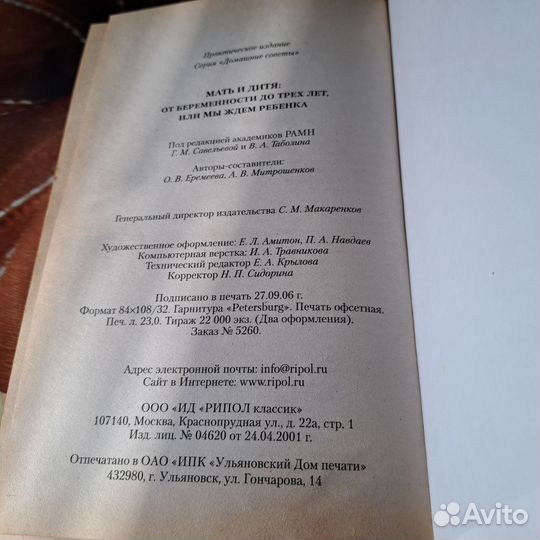 Практическое издание
Серия «Домашние советы»
МАТЬ И ДИТЯ:
ОТ БЕРЕМЕННОСТИ ДО ТРЕХ ЛЕТ,
ИЛИ МЫ ЖДЕМ РЕБЕНКА
Под редакцией академиков РАМН
Г. М. Савельевой и В. А. Таболина
Авторы-составители:
О. В. Еремеева, А. В. Митрошенков
Генеральный директор издательства С. М. Макаренков
Художественное оформление: Е. Л. Амитон, П. А. Навдаев
Компьютерная верстка: И. А. Травникова
Технический редактор Е. А. Крылова
Корректор Н. П. Сидорина
Подписано в печать 27.09.06 г.
Формат 84×108/32. Гарнитура «Petersburg». Печать офсетная.
Печ. л. 23,0. Тираж 22 000 экз. (Два оформления).
Заказ № 5260.
Адрес электронной почты: info@ripol.ru
Сайт в Интернете: www.ripol.ru
ООО «ИД «РИПОЛ классик»
107140, Москва, Краснопрудная ул., д. 22а, стр. 1
Изд. лиц. № 04620 от 24.04.2001 г.
Отпечатано в ОАО «ИПК «Ульяновский Дом печати»
432980, г. Ульяновск, ул. Гончарова, 14
Avito